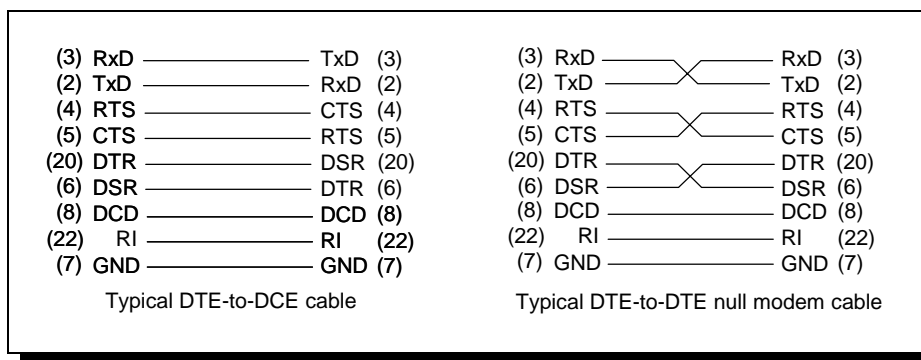 (3) RxD TxD (3)
(2) TxD RxD (2)
(4) RTS CTS (4)
(5) CTS RTS (5)
(20) DTR DSR (20)
(6) DSR DTR (6)
(8) DCD DCD (8)
(22) RI RI (22)
(7) GND GND (7)
Typical DTE-to-DCE cable
(3) RxD RxD (3)
(2) TxD TxD (2)
(4) RTS RTS (4)
(5) CTS CTS (5)
(20) DTR DTR (20)
(6) DSR DSR (6)
(8) DCD DCD (8)
(22) RI RI (22)
(7) GND GND (7)
Typical DTE-to-DTE null modem cable